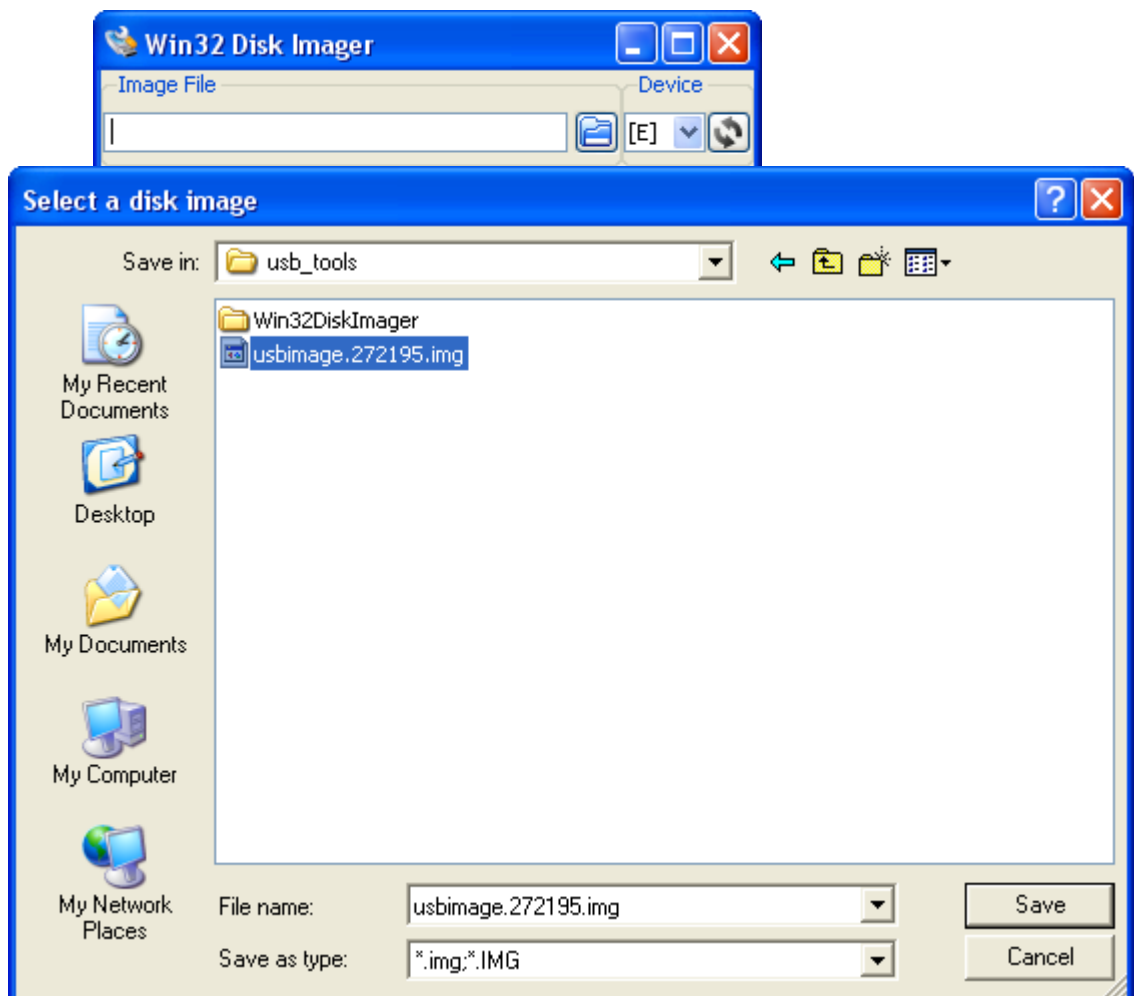 Win32 Disk Imager
Image File
Device
[E]
Select a disk image
Save in:
usb_tools
Win32DiskImager
usbimage.272195.img
My Recent
Documents
Desktop
My Documents
My Computer
My Network
Places
File name:
usbimage.272195.img
Save
Save as type:
*.img;*.IMG
Cancel